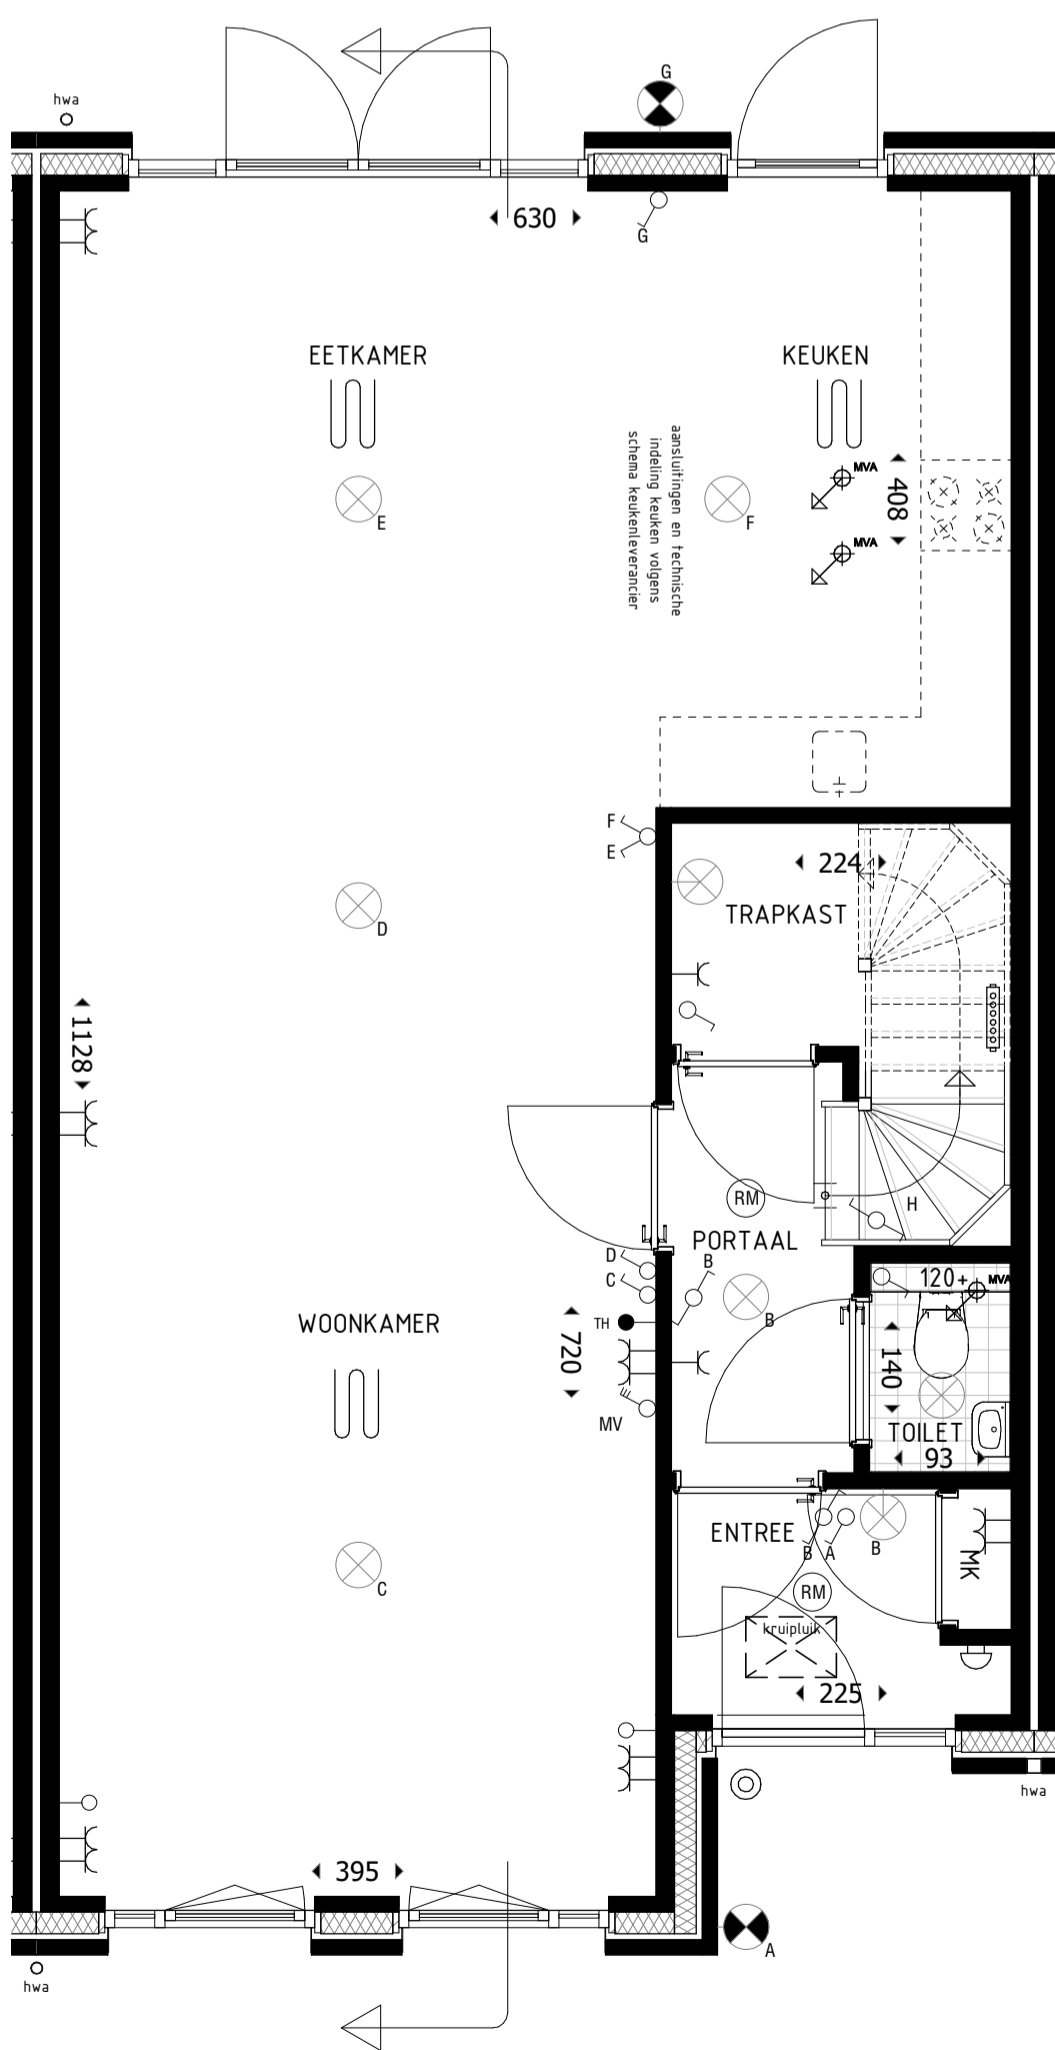 G
hwa
630
G
EETKAMER
KEUKEN
aansluitingen en technische
indeling keuken volgens
schema keukenleverancier
MVA
408
E
F
MVA
F
E
224
TRAPKAST
D
1128
RM
H
PORTAAL
D
B
C
120+
MVA
TH
B
WOONKAMER
720
140
MV
TOILET
93
ENTREE
B
A
B
MK
C
RM
kruipluik
225
hwa
395
A
hwa